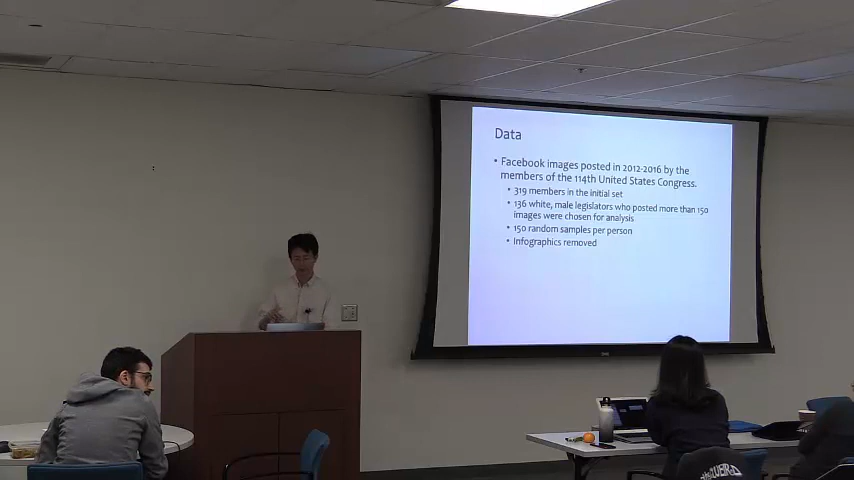 Data
• Facebook images posted in 2012-2016 by the
members of the 114th United States Congress.
• 319 members in the initial set
• 136 white, male legislators who posted more than 150
images were chosen for analysis
• 150 random samples per person
• Infographics removed